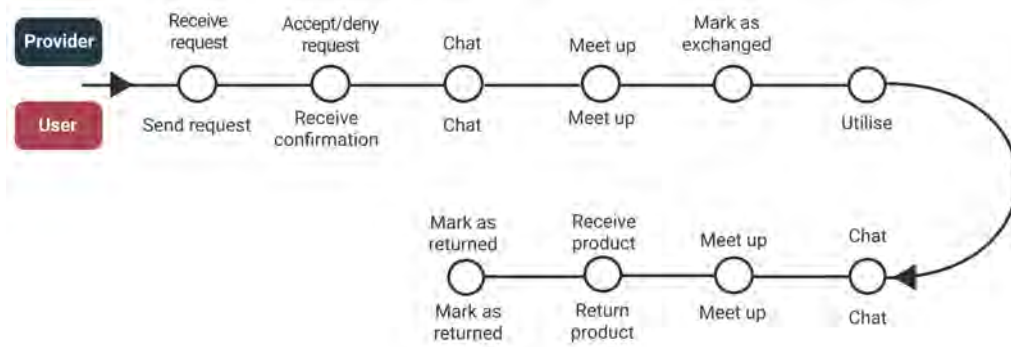 Provider
Receive
request
Accept/deny
request
Chat
Meet up
Mark as
exchanged
User
Send request
Receive
confirmation
Chat
Meet up
Utilise
Mark as
returned
Receive
product
Meet up
Chat
Mark as
returned
Return
product
Meet up
Chat